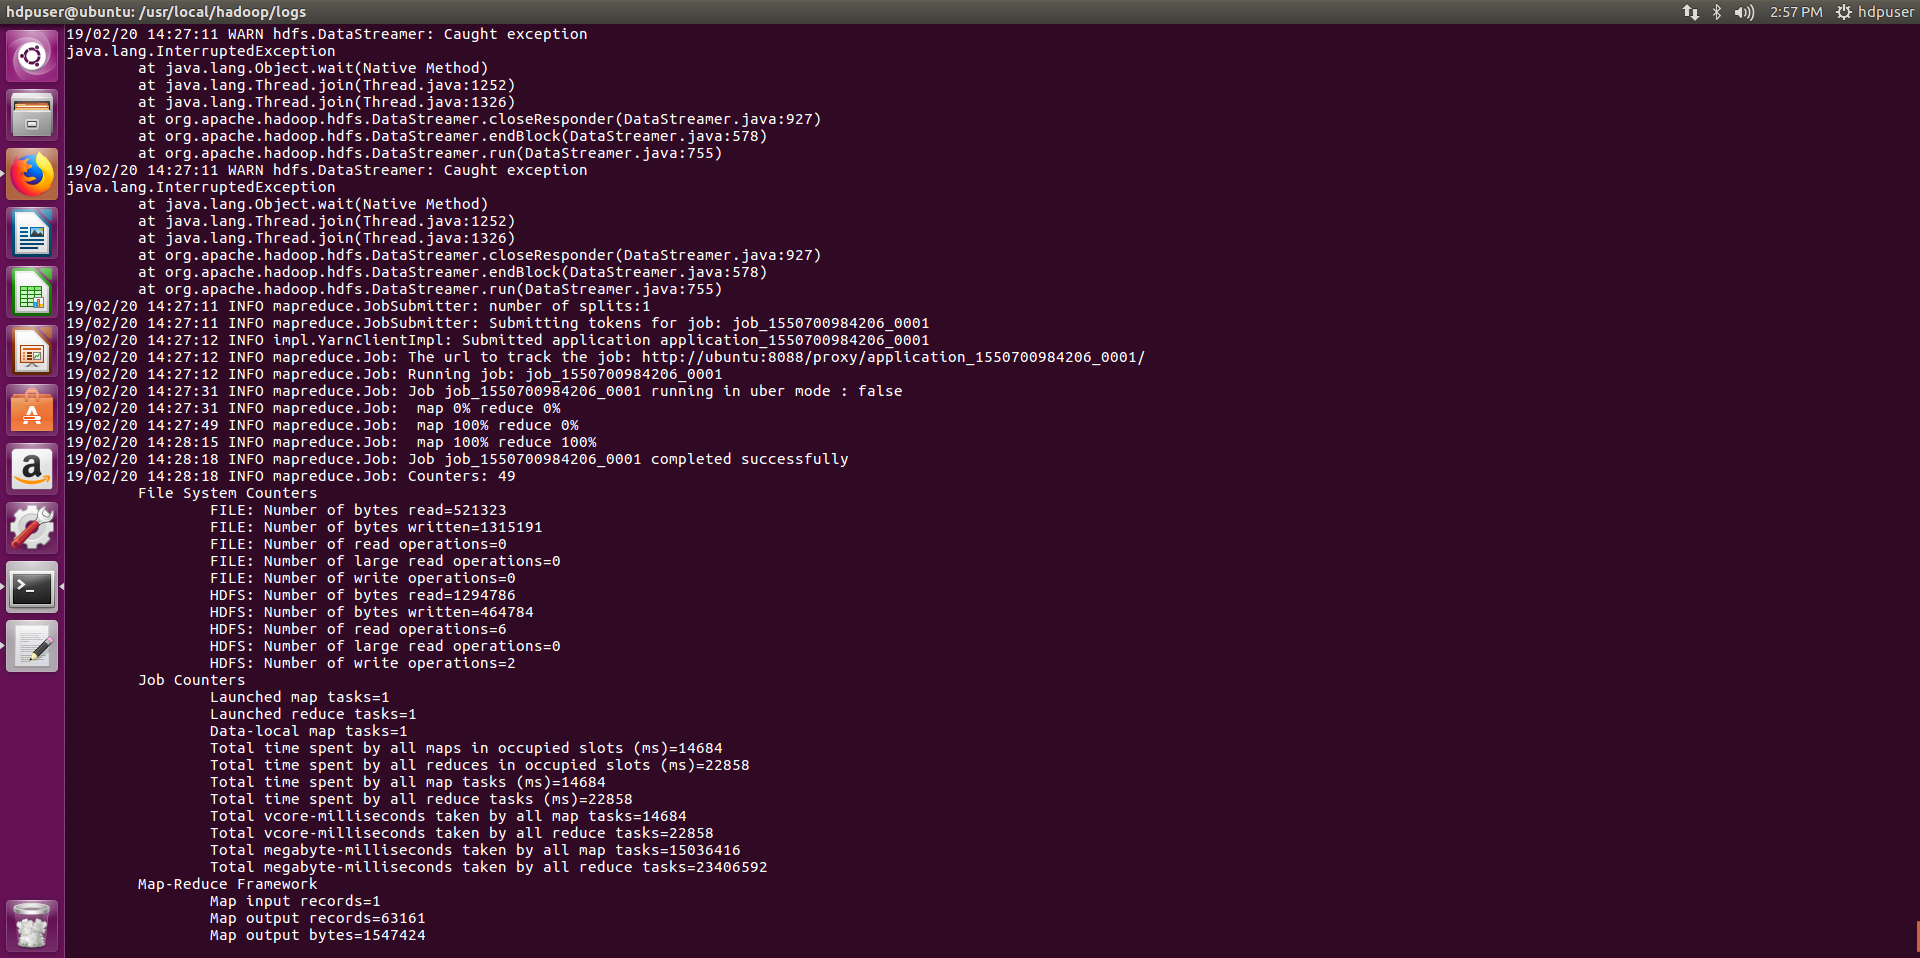 hdpuser@ubuntu: /usr/local/hadoop/logs
2:57 PM hdpuser
19/02/20 14:27:11 WARN hdfs.DataStreamer: Caught exception
java.lang.InterruptedException
at java.lang.Object.wait(Native Method)
at java.lang.Thread.join(Thread.java:1252)
at java.lang.Thread.join(Thread.java:1326)
at org.apache.hadoop.hdfs.DataStreamer.closeResponder(DataStreamer.java:927)
at org.apache.hadoop.hdfs.DataStreamer.endBlock(DataStreamer.java:578)
at org.apache.hadoop.hdfs.DataStreamer.run(DataStreamer.java:755)
19/02/20 14:27:11 WARN hdfs.DataStreamer: Caught exception
java.lang.InterruptedException
at java.lang.Object.wait(Native Method)
at java.lang.Thread.join(Thread.java:1252)
at java.lang.Thread.join(Thread.java:1326)
at org.apache.hadoop.hdfs.DataStreamer.closeResponder(DataStreamer.java:927)
at org.apache.hadoop.hdfs.DataStreamer.endBlock(DataStreamer.java:578)
at org.apache.hadoop.hdfs.DataStreamer.run(DataStreamer.java:755)
19/02/20 14:27:11 INFO mapreduce.JobSubmitter: number of splits:1
19/02/20 14:27:11 INFO mapreduce.JobSubmitter: Submitting tokens for job: job_1550700984206_0001
19/02/20 14:27:12 INFO impl.YarnClientImpl: Submitted application application_1550700984206_0001
19/02/20 14:27:12 INFO mapreduce.Job: The url to track the job: http://ubuntu:8088/proxy/application_1550700984206_0001/
19/02/20 14:27:12 INFO mapreduce.Job: Running job: job_1550700984206_0001
19/02/20 14:27:31 INFO mapreduce.Job: Job job_1550700984206_0001 running in uber mode : false
19/02/20 14:27:31 INFO mapreduce.Job:  map 0% reduce 0%
19/02/20 14:27:49 INFO mapreduce.Job:  map 100% reduce 0%
19/02/20 14:28:15 INFO mapreduce.Job:  map 100% reduce 100%
19/02/20 14:28:18 INFO mapreduce.Job: Job job_1550700984206_0001 completed successfully
19/02/20 14:28:18 INFO mapreduce.Job: Counters: 49
File System Counters
FILE: Number of bytes read=521323
FILE: Number of bytes written=1315191
FILE: Number of read operations=0
FILE: Number of large read operations=0
FILE: Number of write operations=0
HDFS: Number of bytes read=1294786
HDFS: Number of bytes written=464784
HDFS: Number of read operations=6
HDFS: Number of large read operations=0
HDFS: Number of write operations=2
Job Counters
Launched map tasks=1
Launched reduce tasks=1
Data-local map tasks=1
Total time spent by all maps in occupied slots (ms)=14684
Total time spent by all reduces in occupied slots (ms)=22858
Total time spent by all map tasks (ms)=14684
Total time spent by all reduce tasks (ms)=22858
Total vcore-milliseconds taken by all map tasks=14684
Total vcore-milliseconds taken by all reduce tasks=22858
Total megabyte-milliseconds taken by all map tasks=15036416
Total megabyte-milliseconds taken by all reduce tasks=23406592
Map-Reduce Framework
Map input records=1
Map output records=63161
Map output bytes=1547424